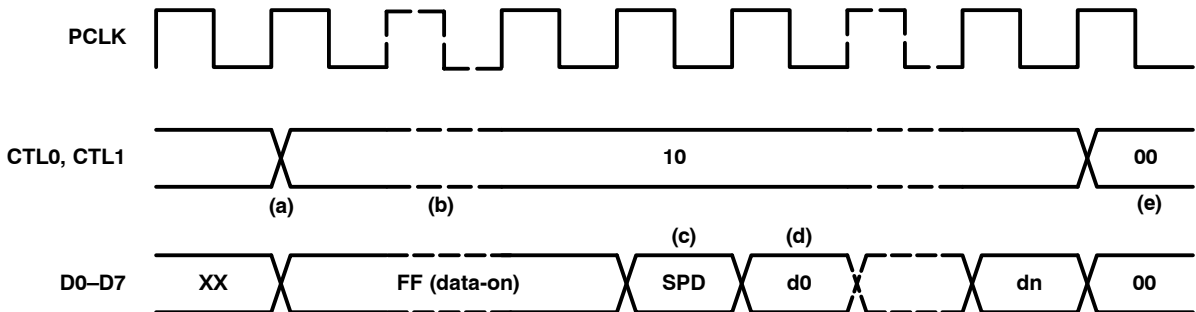 PCLK
CTL0, CTL1
10
00
(a)
(b)
(e)
(c)
(d)
D0–D7
XX
FF (data-on)
SPD
d0
dn
00